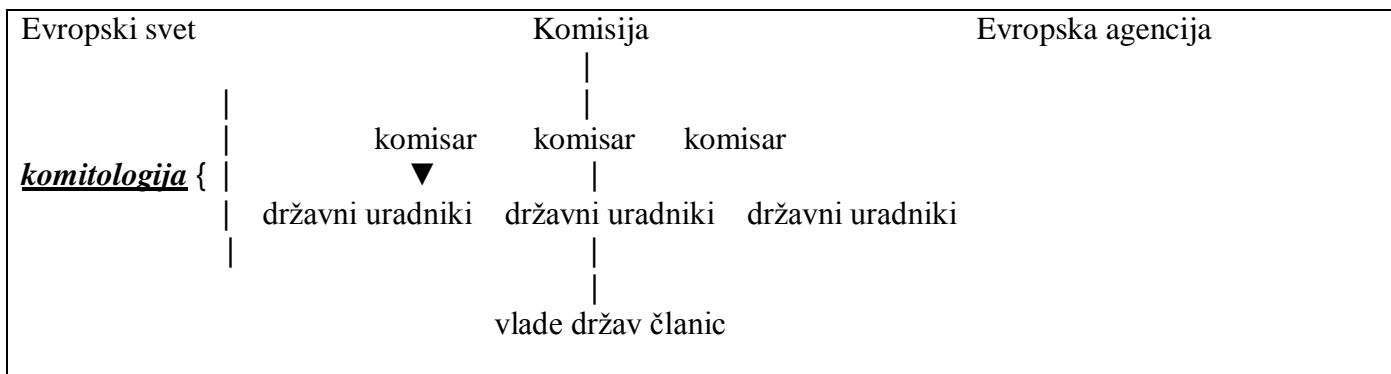 Evropski svet Komisija Evropska agencija
komisar komisar komisar
komitologija {
državni uradniki državni uradniki državni uradniki
vlade držav članic